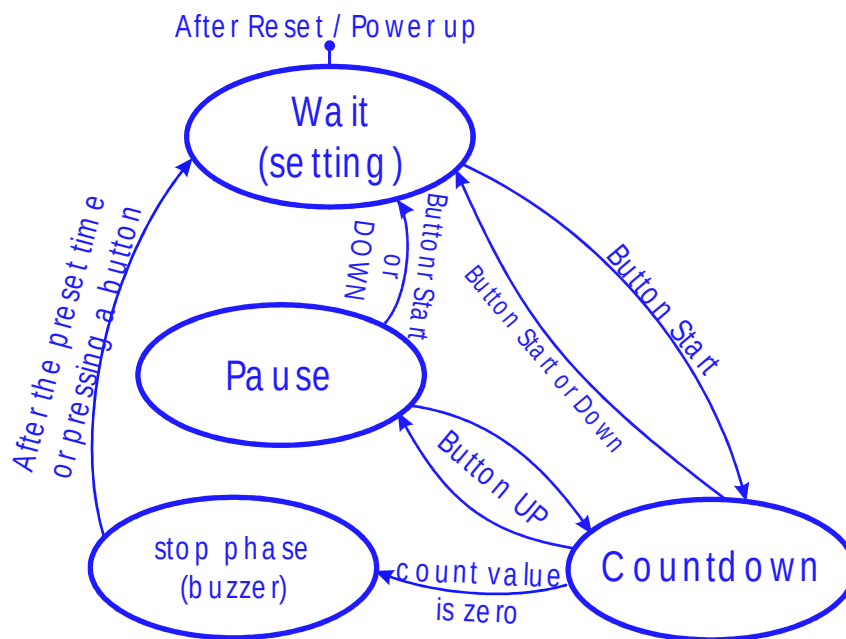 After Reset / Power up
Wait
(setting)
Buttonr Start
or
DOWN
After the preset time
or pressing a button
Button Start
Button Start or Down
Pause
Button UP
stop phase
(buzzer)
count value
is zero
Countdown